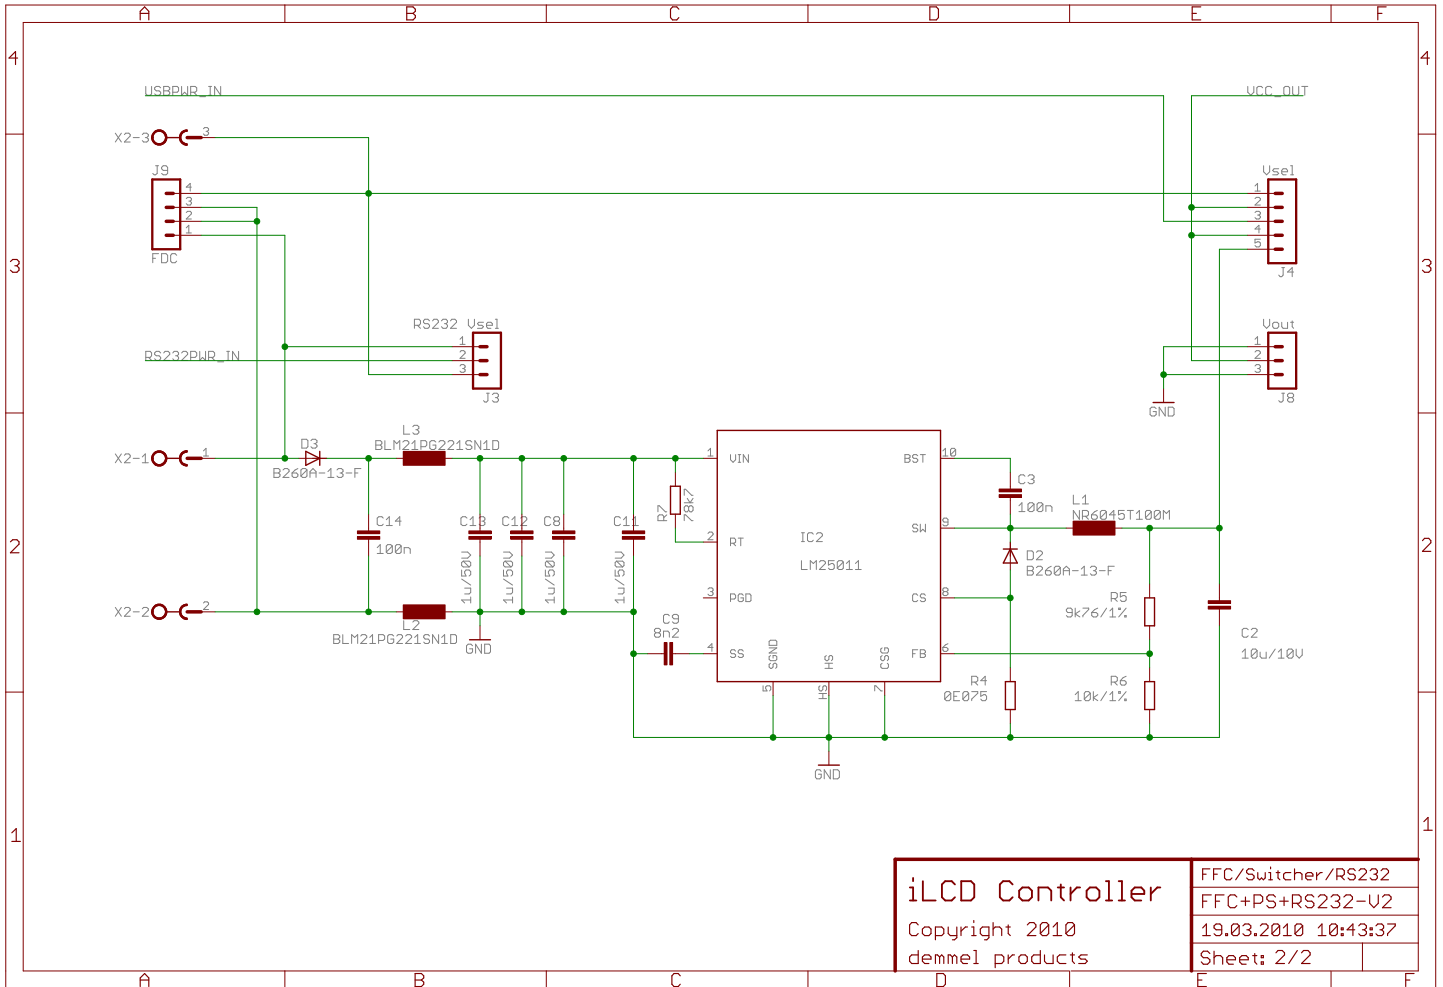 A B C D E F
4 4
USBPWR_IN VCC_OUT
X2-3 3
J9 Vsel
4 1
3 2
2 3
1 4
5
FDC
3 J4 3
RS232 Vsel Vout
1 1
RS232PWR_IN 2 2
3 3
J3 J8
GND
L3
D3 BLM21PG221SN1D
X2-1 1 1 VIN BST 10
B260A-13-F
C3
100n
R7 78k7
L1
NR6045T100M
C14 C13 C12 C8 C11 SW 9
100n 1u/50V 1u/50V 1u/50V 1u/50V
2 RT IC2 2
2 LM25011
D2
B260A-13-F
3 PGD CS 8
R5
9k76/1%
X2-2 2
L2
BLM21PG221SN1D
GND
C9
8n2
C2
10u/10V
4 SS SGND HS CSG FB 6
5 HS 7
R4
0E075
R6
10k/1%
GND
1 1
iLCD Controller
Copyright 2010
demmel products
FFC/Switcher/RS232
FFC+PS+RS232-V2
19.03.2010 10:43:37
Sheet: 2/2
A B C D E F